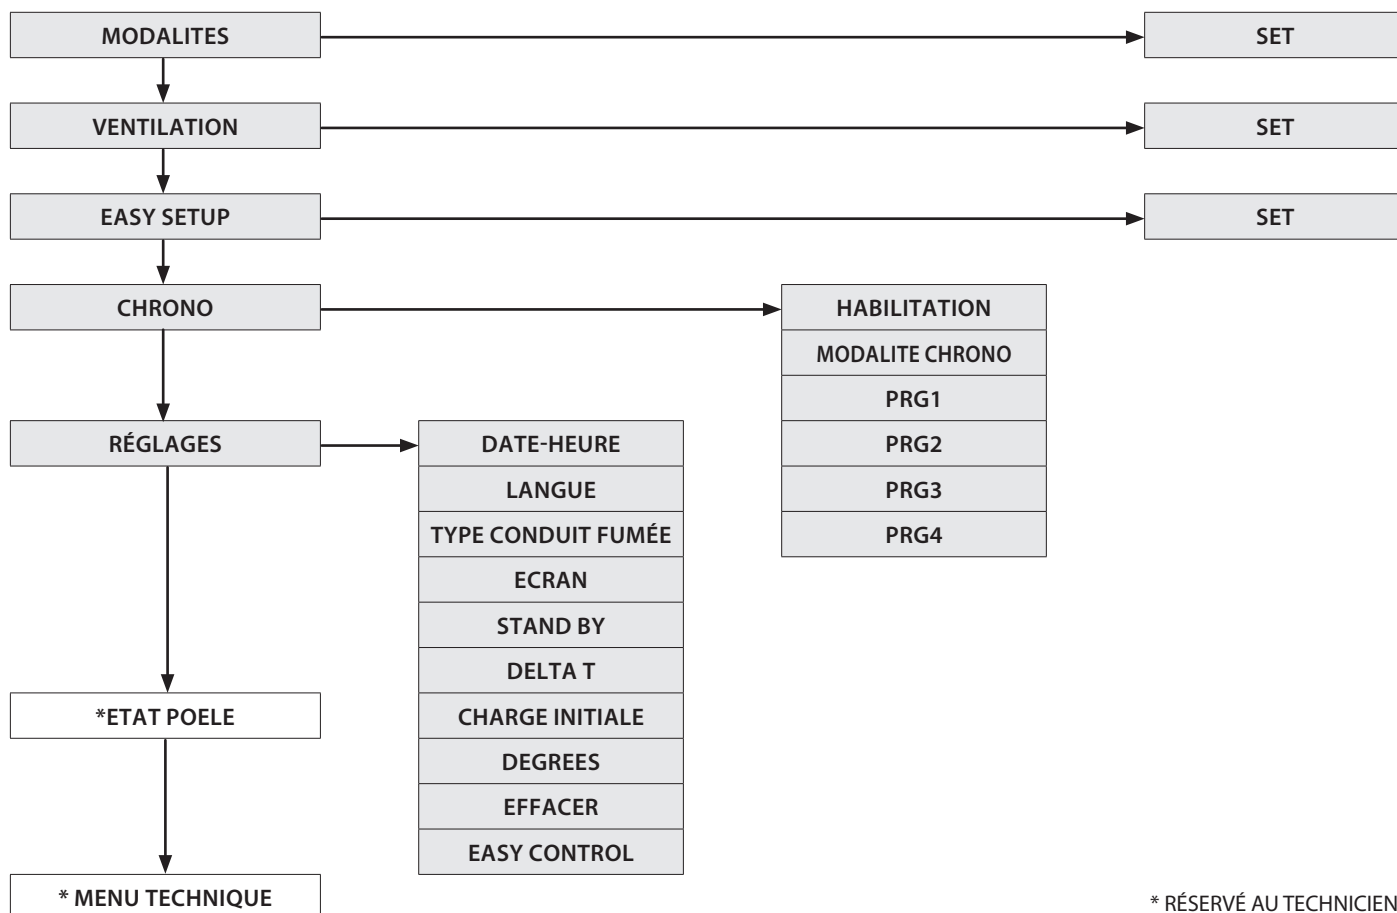 MODALITES
SET
VENTILATION
SET
EASY SETUP
SET
CHRONO
HABILITATION
MODALITE CHRONO
PRG1
PRG2
PRG3
PRG4
RÉGLAGES
DATE-HEURE
LANGUE
TYPE CONDUIT FUMÉE
ECRAN
STAND BY
DELTA T
CHARGE INITIALE
DEGREES
EFFACER
EASY CONTROL
*ETAT POELE
* MENU TECHNIQUE
* RÉSERVÉ AU TECHNICIEN